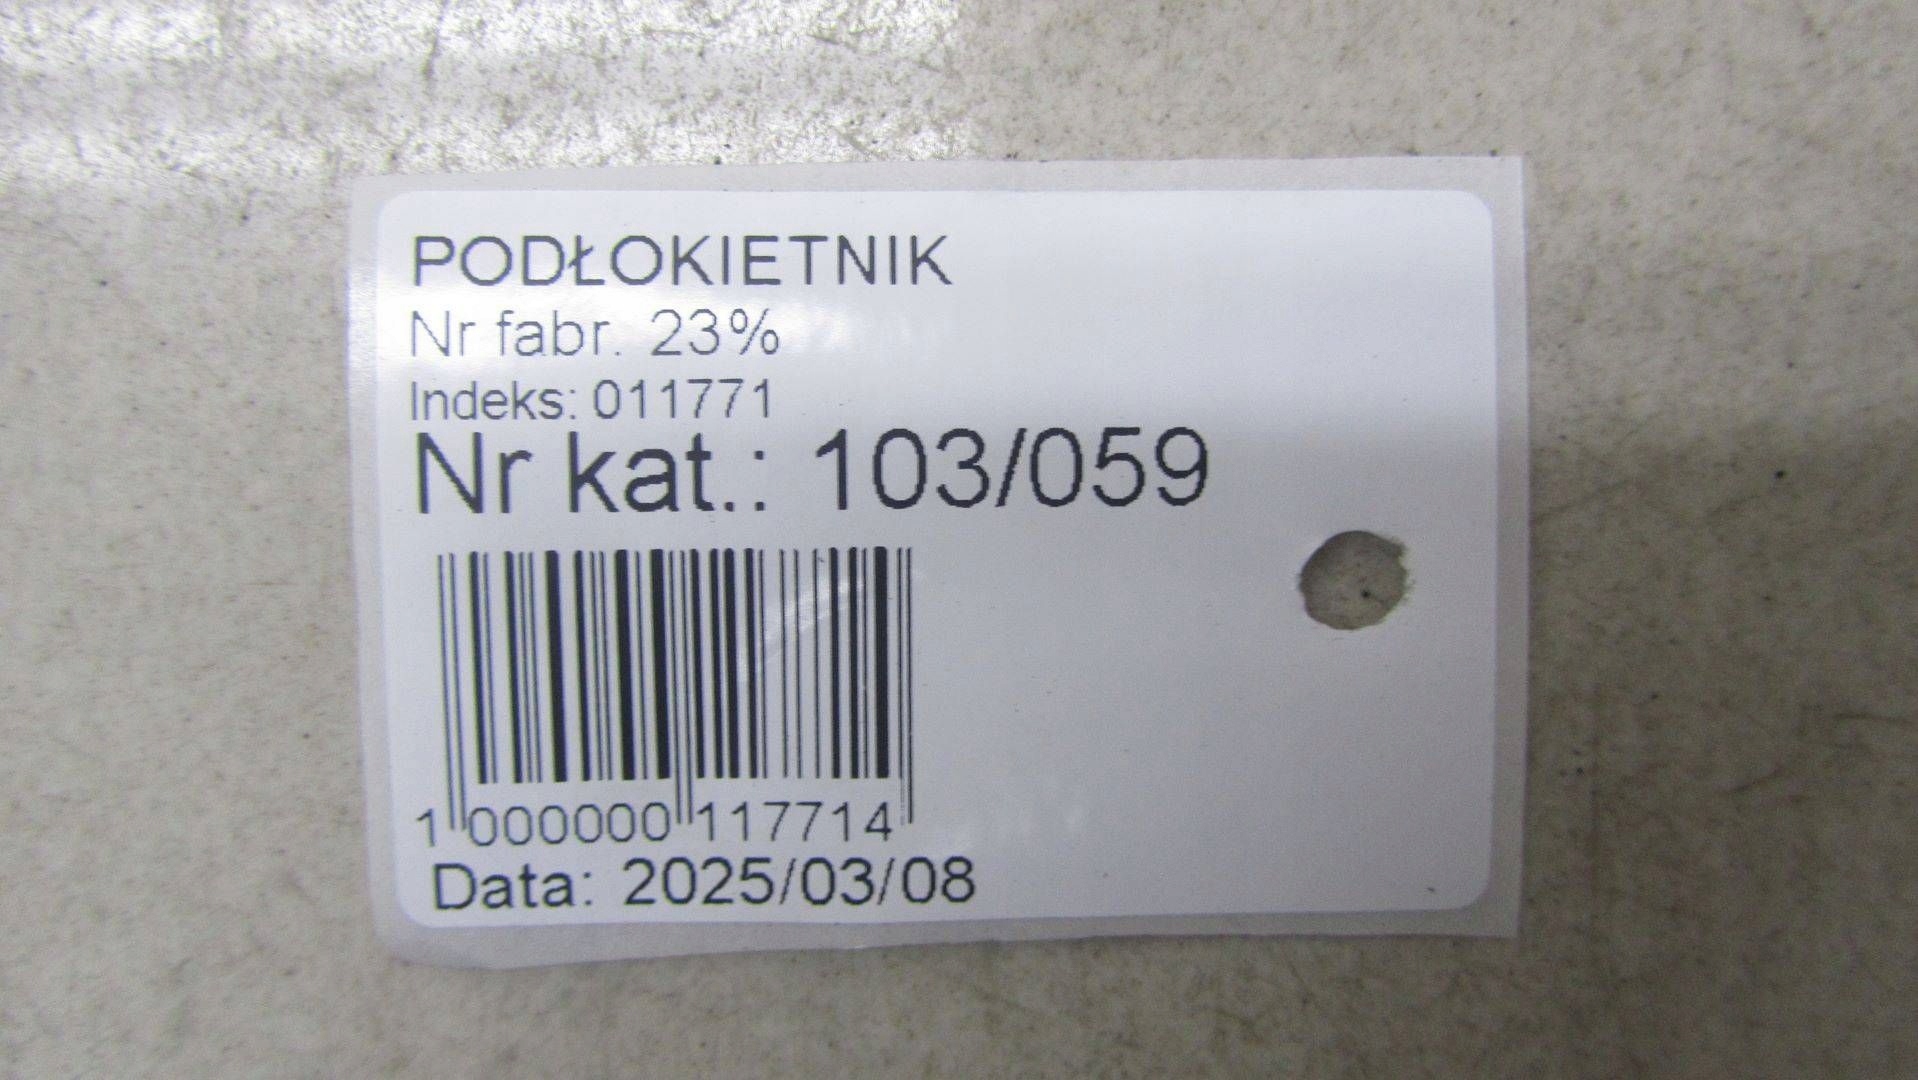 PODŁOKIETNIK
Nr fabr. 23%
Indeks: 011771
Nr kat.: 103/059
1 000000 117714
Data: 2025/03/08